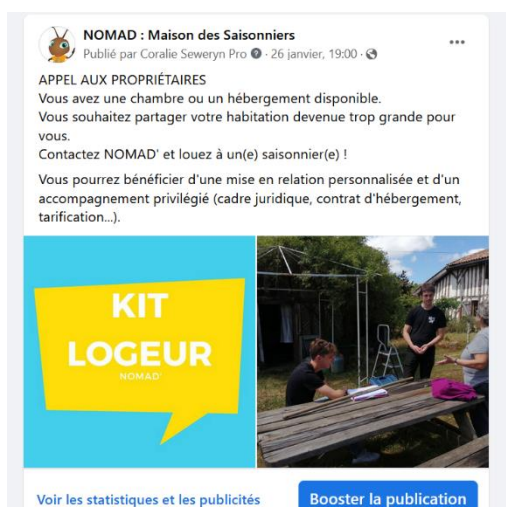 NOMAD : Maison des Saisonniers
Publié par Coralie Seweryn Pro · 26 janvier, 19:00 ·
APPEL AUX PROPRIÉTAIRES
Vous avez une chambre ou un hébergement disponible.
Vous souhaitez partager votre habitation devenue trop grande pour
vous.
Contactez NOMAD' et louez à un(e) saisonnier(e) !
Vous pourrez bénéficier d'une mise en relation personnalisée et d'un
accompagnement privilégié (cadre juridique, contrat d'hébergement,
tarification...).
KIT
LOGEUR
NOMAD'
Voir les statistiques et les publicités
Booster la publication